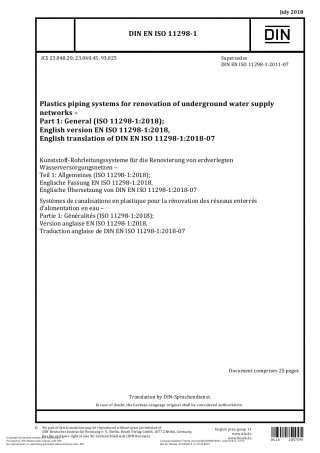 July 2018
DIN EN ISO 11298-1
DIN
ICS 23.040.20; 23.040.45; 93.025
Supersedes
DIN EN ISO 11298-1:2011-07
Plastics piping systems for renovation of underground water supply
networks –
Part 1: General (ISO 11298-1:2018);
English version EN ISO 11298-1:2018,
English translation of DIN EN ISO 11298-1:2018-07
Kunststoff-Rohrleitungssysteme für die Renovierung von erdverlegten
Wasserversorgungsnetzen –
Teil 1: Allgemeines (ISO 11298-1:2018);
Englische Fassung EN ISO 11298-1:2018,
Englische Übersetzung von DIN EN ISO 11298-1:2018-07
Systèmes de canalisations en plastique pour la rénovation des réseaux enterrés
d'alimentation en eau –
Partie 1: Généralités (ISO 11298-1:2018);
Version anglaise EN ISO 11298-1:2018,
Traduction anglaise de DIN EN ISO 11298-1:2018-07
Document comprises 25 pages
Translation by DIN-Sprachendienst.
In case of doubt, the German-language original shall be considered authoritative.
No part of this translation may be reproduced without prior permission of
DIN Deutsches Institut für Normung e. V., Berlin. Beuth Verlag GmbH, 10772 Berlin, Germany,
has the exclusive right of sale for German Standards (DIN-Normen).
English price group 13
www.din.de
www.beuth.de